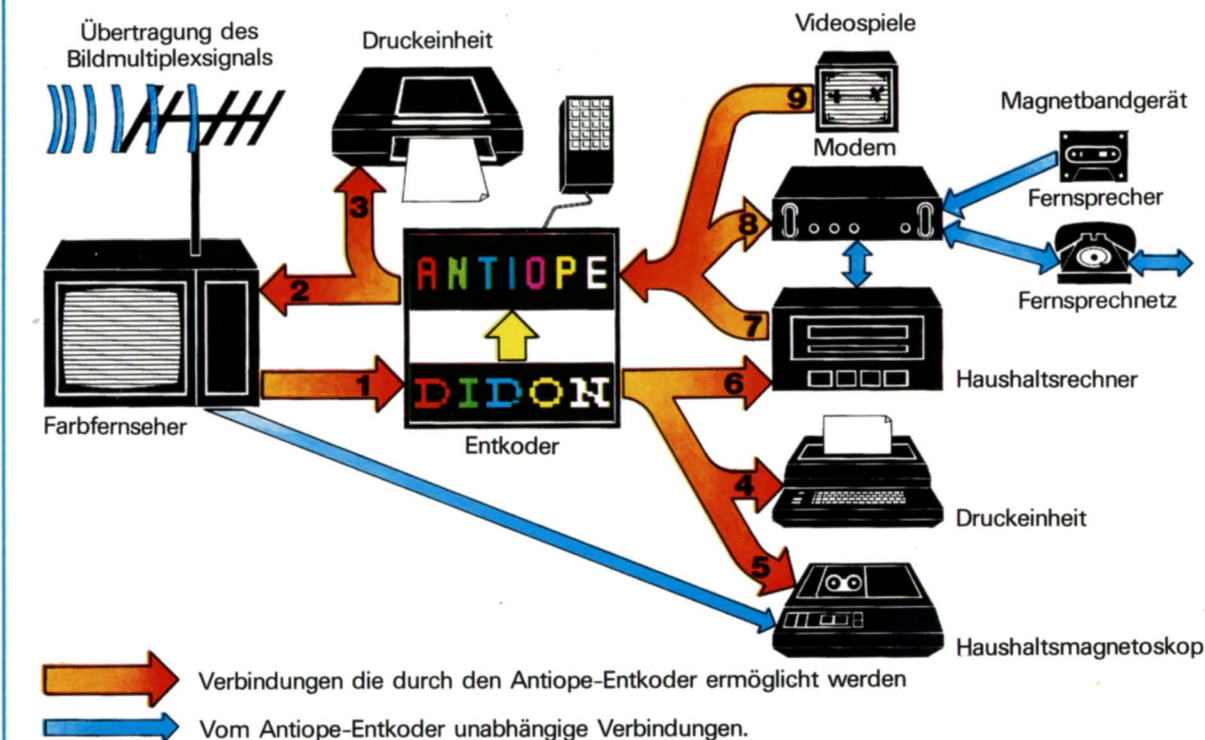 Übertragung des
Bildmultiplexsignals
Druckeinheit
Videospiele
9
Magnetbandgerät
Modem
3
8
Fernsprecher
ANTIOPE
2
7
Fernsprechnetz
1
DIDON
6
Haushaltsrechner
Farbfernseher
Entkoder
4
Druckeinheit
5
Haushaltsmagnetoskop
Verbindungen die durch den Antiope-Entkoder ermöglicht werden
Vom Antiope-Entkoder unabhängige Verbindungen.